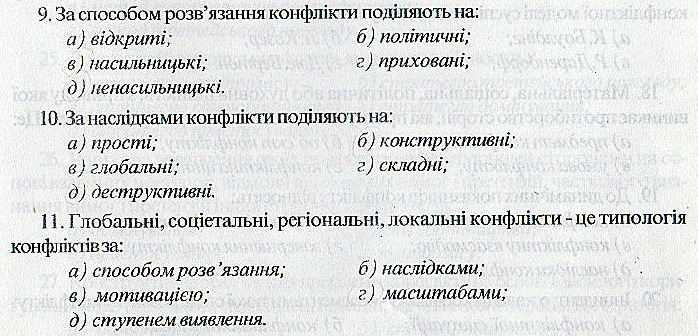 9. За способом розв’язання конфлікти поділяють на:
а) відкриті; б) політичні;
в) насильницькі; г) приховані;
д) ненасильницькі.
10. За наслідками конфлікти поділяють на:
а) прості; б) конструктивні;
в) глобальні; г) складні;
д) деструктивні.
11. Глобальні, соцієтальні, регіональні, локальні конфлікти - це типологія
конфліктів за:
а) способом розв’язання; б) наслідками;
в) мотивацією; г) масштабами;
д) ступенем виявлення.